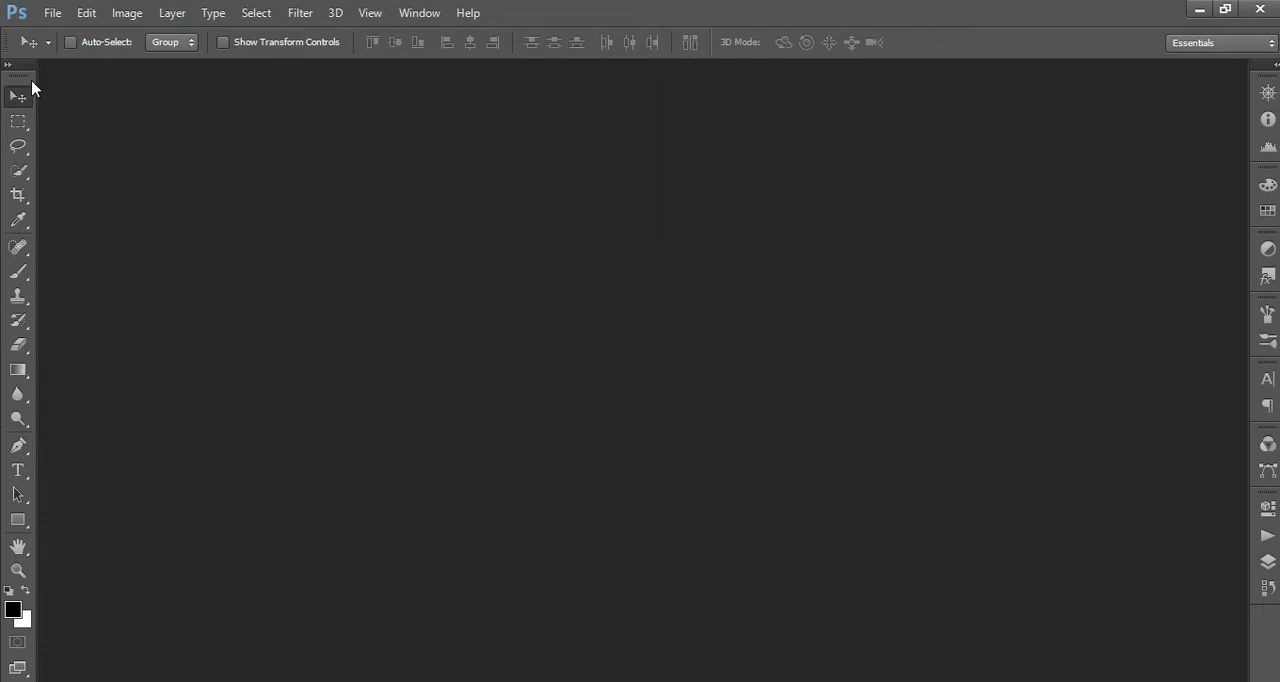 Ps File Edit Image Layer Type Select Filter 3D View Window Help
Auto-Select: Group Show Transform Controls 3D Mode: Essentials